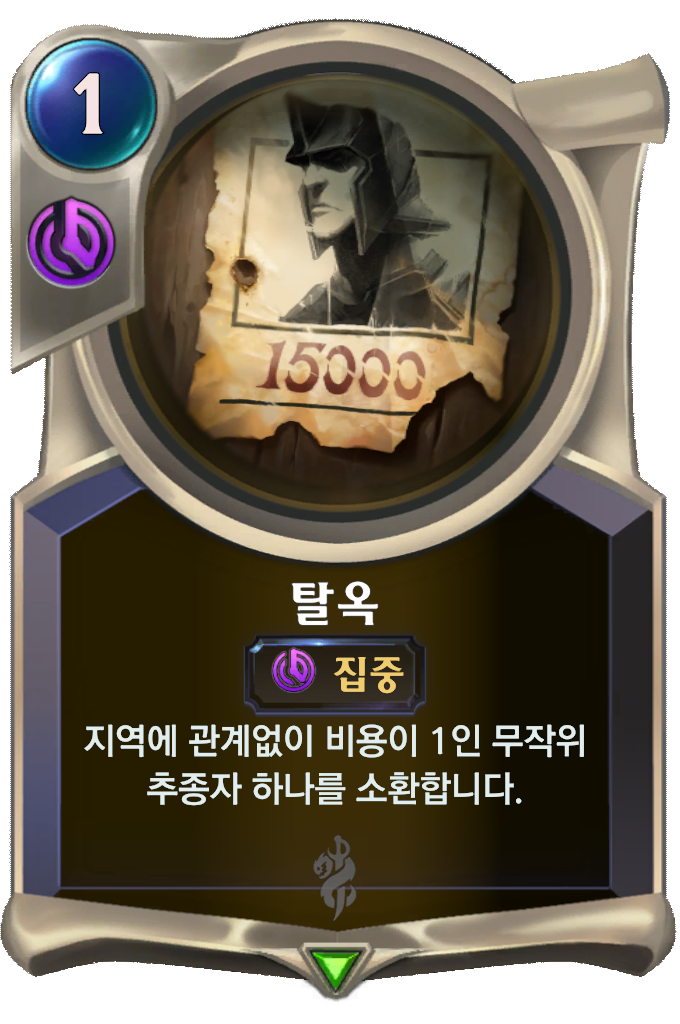 1
15000
탈옥
집중
지역에 관계없이 비용이 1인 무작위
추종자 하나를 소환합니다.